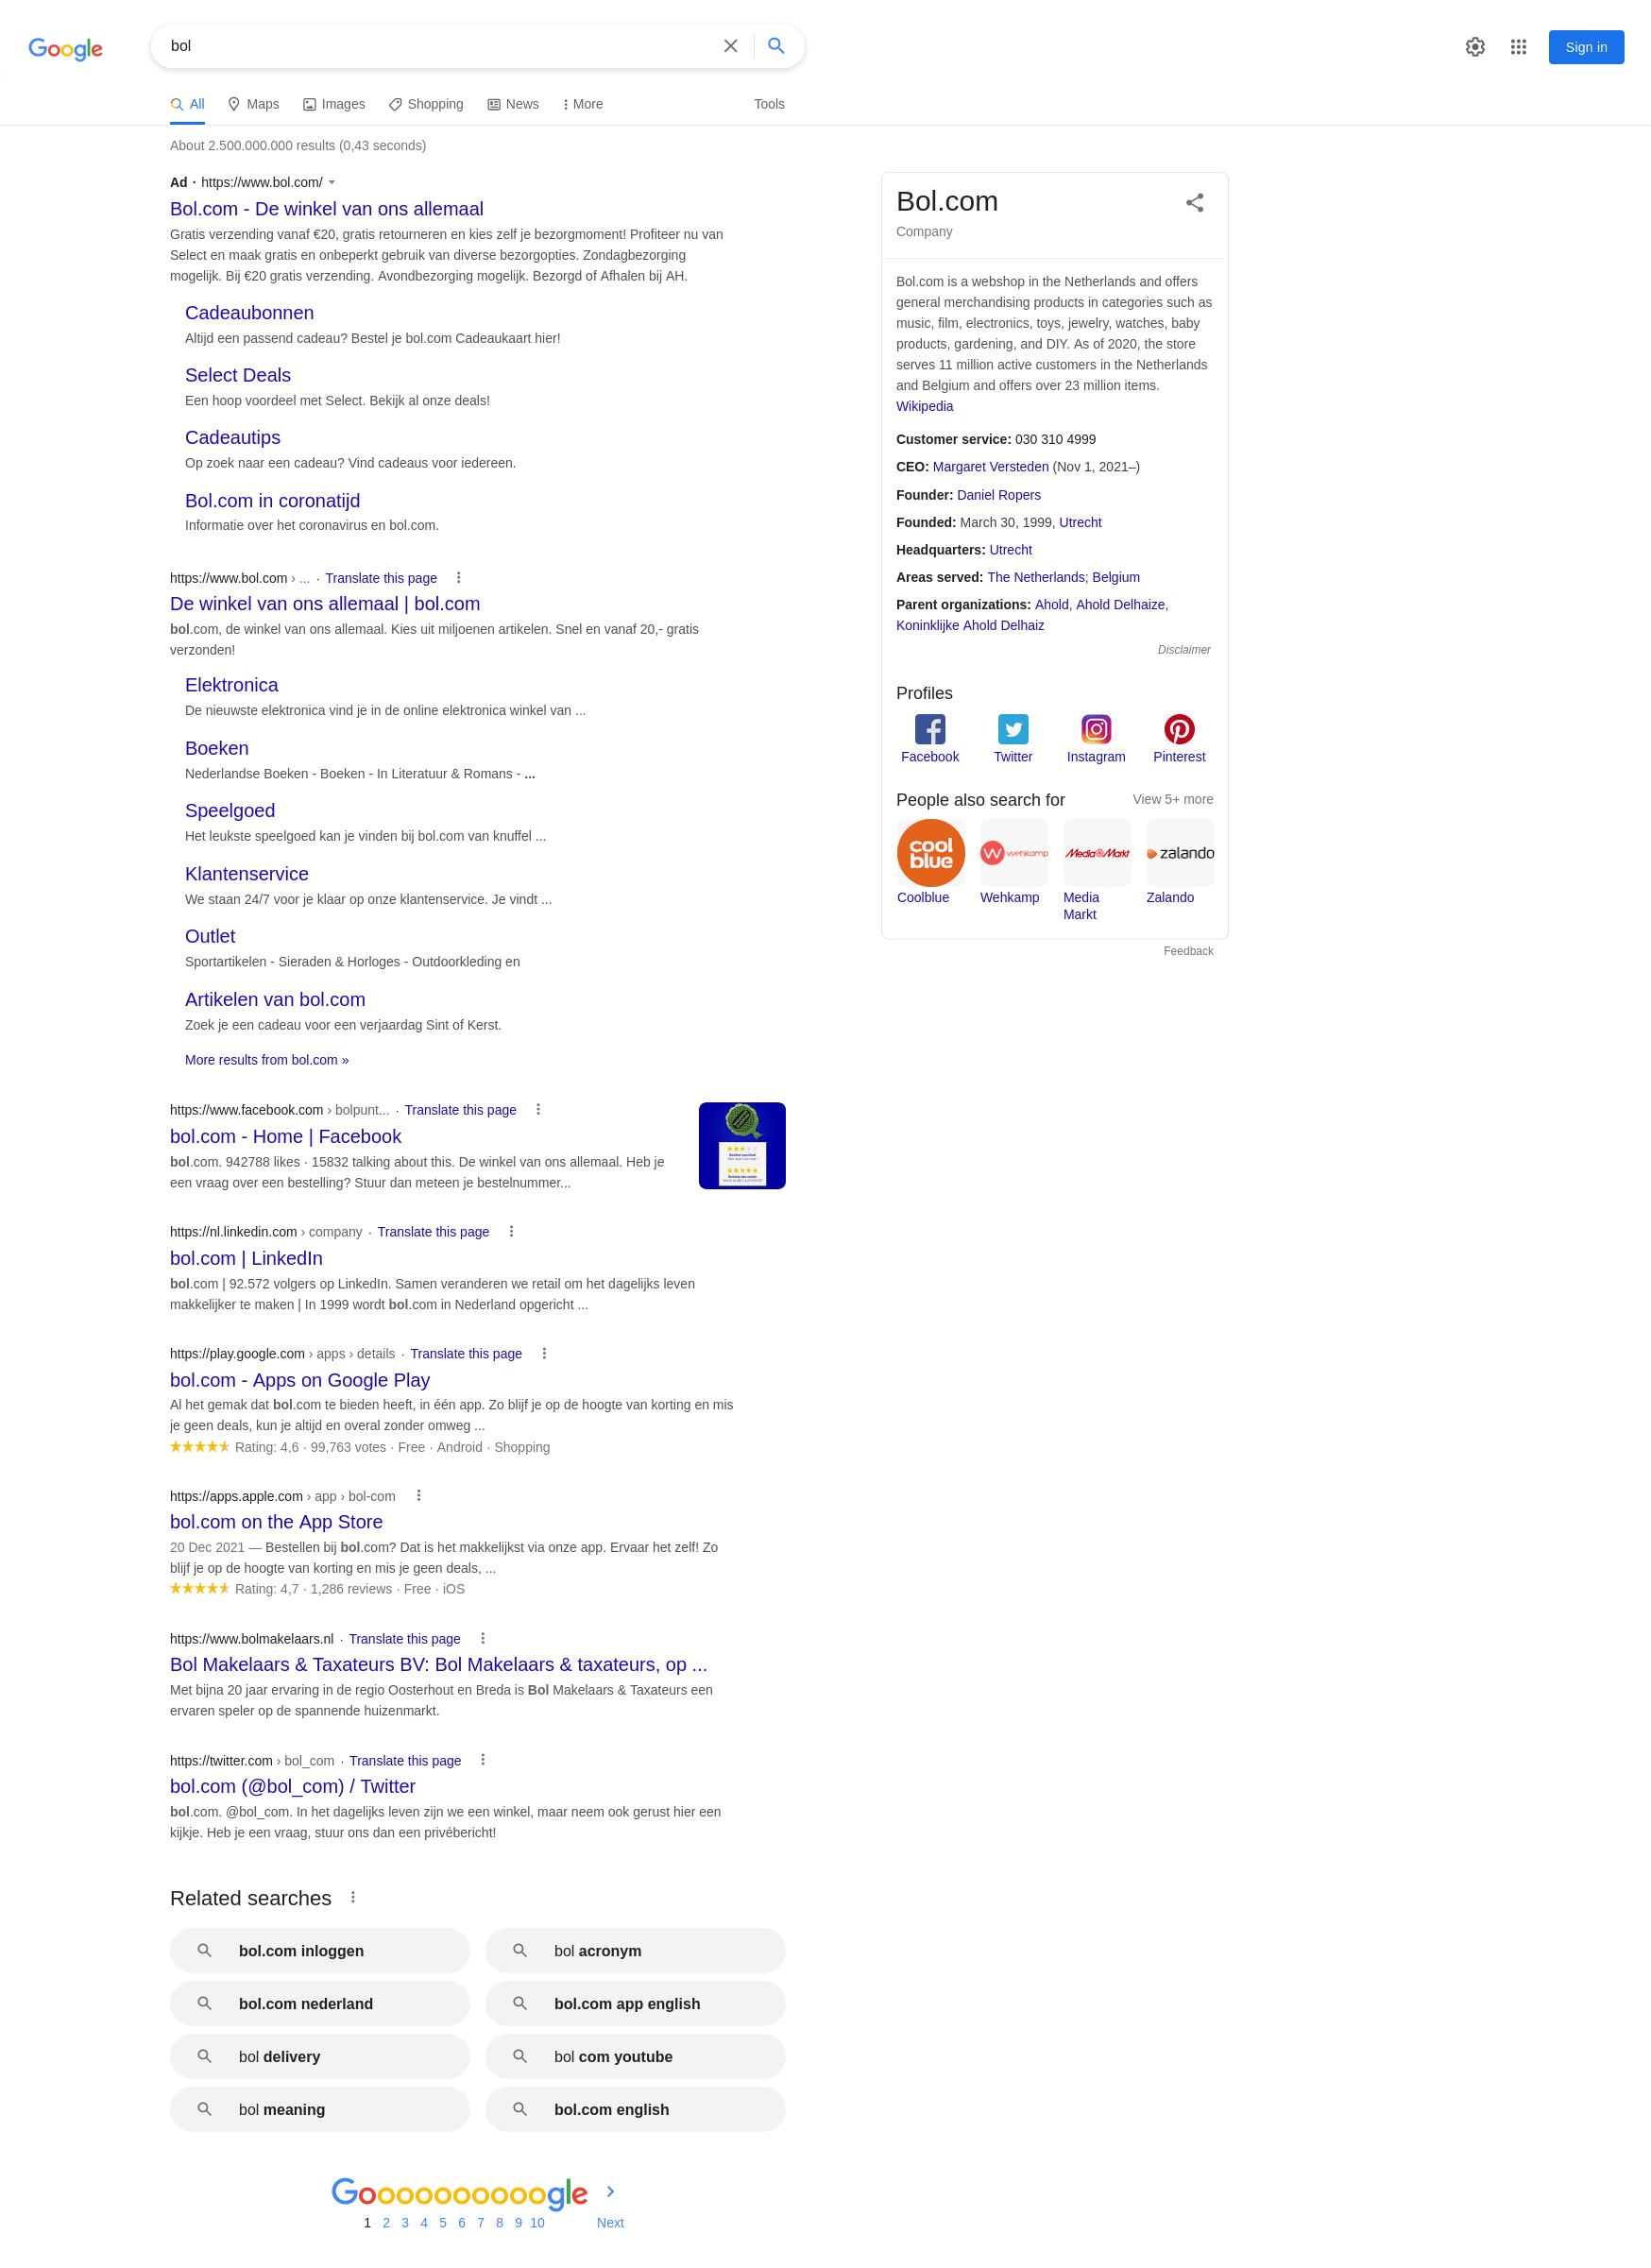 Google
bol
Sign in
All
Maps
Images
Shopping
News
More
Tools
About 2.500.000.000 results (0,43 seconds)
Ad · https://www.bol.com/
Bol.com - De winkel van ons allemaal
Gratis verzending vanaf €20, gratis retourneren en kies zelf je bezorgmoment! Profiteer nu van
Select en maak gratis en onbeperkt gebruik van diverse bezorgopties. Zondagbezorging
mogelijk. Bij €20 gratis verzending. Avondbezorging mogelijk. Bezorgd of Afhalen bij AH.
Cadeaubonnen
Altijd een passend cadeau? Bestel je bol.com Cadeaukaart hier!
Select Deals
Een hoop voordeel met Select. Bekijk al onze deals!
Cadeautips
Op zoek naar een cadeau? Vind cadeaus voor iedereen.
Bol.com in coronatijd
Informatie over het coronavirus en bol.com.
https://www.bol.com › ... · Translate this page
De winkel van ons allemaal | bol.com
bol.com, de winkel van ons allemaal. Kies uit miljoenen artikelen. Snel en vanaf 20,- gratis
verzonden!
Elektronica
De nieuwste elektronica vind je in de online elektronica winkel van ...
Boeken
Nederlandse Boeken - Boeken - In Literatuur & Romans - ...
Speelgoed
Het leukste speelgoed kan je vinden bij bol.com van knuffel ...
Klantenservice
We staan 24/7 voor je klaar op onze klantenservice. Je vindt ...
Outlet
Sportartikelen - Sieraden & Horloges - Outdoorkleding en
Artikelen van bol.com
Zoek je een cadeau voor een verjaardag Sint of Kerst.
More results from bol.com »
https://www.facebook.com › bolpunt... · Translate this page
bol.com - Home | Facebook
bol.com. 942788 likes · 15832 talking about this. De winkel van ons allemaal. Heb je
een vraag over een bestelling? Stuur dan meteen je bestelnummer...
https://nl.linkedin.com › company · Translate this page
bol.com | LinkedIn
bol.com | 92.572 volgers op LinkedIn. Samen veranderen we retail om het dagelijks leven
makkelijker te maken | In 1999 wordt bol.com in Nederland opgericht ...
https://play.google.com › apps › details · Translate this page
bol.com - Apps on Google Play
Al het gemak dat bol.com te bieden heeft, in één app. Zo blijf je op de hoogte van korting en mis
je geen deals, kun je altijd en overal zonder omweg ...
Rating: 4,6 · 99,763 votes · Free · Android · Shopping
https://apps.apple.com › app › bol-com
bol.com on the App Store
20 Dec 2021 — Bestellen bij bol.com? Dat is het makkelijkst via onze app. Ervaar het zelf! Zo
blijf je op de hoogte van korting en mis je geen deals, ...
Rating: 4,7 · 1,286 reviews · Free · iOS
https://www.bolmakelaars.nl · Translate this page
Bol Makelaars & Taxateurs BV: Bol Makelaars & taxateurs, op ...
Met bijna 20 jaar ervaring in de regio Oosterhout en Breda is Bol Makelaars & Taxateurs een
ervaren speler op de spannende huizenmarkt.
https://twitter.com › bol_com · Translate this page
bol.com (@bol_com) / Twitter
bol.com. @bol_com. In het dagelijks leven zijn we een winkel, maar neem ook gerust hier een
kijkje. Heb je een vraag, stuur ons dan een privébericht!
Related searches
bol.com inloggen
bol acronym
bol.com nederland
bol.com app english
bol delivery
bol com youtube
bol meaning
bol.com english
Goooooooooogle
1 2 3 4 5 6 7 8 9 10 Next
Bol.com
Company
Bol.com is a webshop in the Netherlands and offers
general merchandising products in categories such as
music, film, electronics, toys, jewelry, watches, baby
products, gardening, and DIY. As of 2020, the store
serves 11 million active customers in the Netherlands
and Belgium and offers over 23 million items.
Wikipedia
Customer service: 030 310 4999
CEO: Margaret Versteden (Nov 1, 2021–)
Founder: Daniel Ropers
Founded: March 30, 1999, Utrecht
Headquarters: Utrecht
Areas served: The Netherlands; Belgium
Parent organizations: Ahold, Ahold Delhaize,
Koninklijke Ahold Delhaiz
Disclaimer
Profiles
Facebook
Twitter
Instagram
Pinterest
People also search for
View 5+ more
cool
blue
wehkamp
Media Markt
zalando
Coolblue
Wehkamp
Media
Markt
Zalando
Feedback